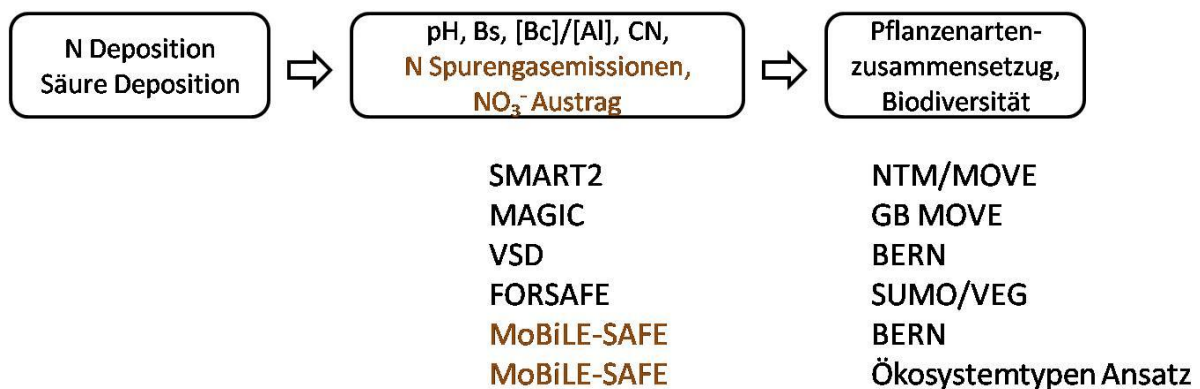 N Deposition
Säure Deposition
pH, Bs, [Bc]/[Al], CN,
N Spurengasemissionen,
NO₃⁻ Austrag
Pflanzenarten-
zusammensetzug,
Biodiversität
SMART2 NTM/MOVE
MAGIC GB MOVE
VSD BERN
FORSAFE SUMO/VEG
MoBiLE-SAFE BERN
MoBiLE-SAFE Ökosystemtypen Ansatz